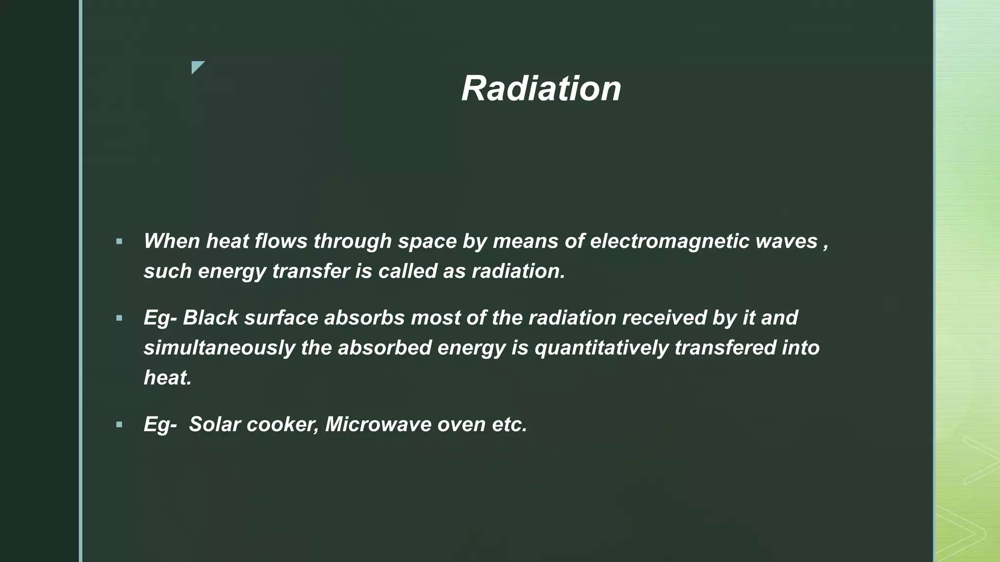 Radiation
When heat flows through space by means of electromagnetic waves ,
such energy transfer is called as radiation.
Eg- Black surface absorbs most of the radiation received by it and
simultaneously the absorbed energy is quantitatively transfered into
heat.
Eg-  Solar cooker, Microwave oven etc.